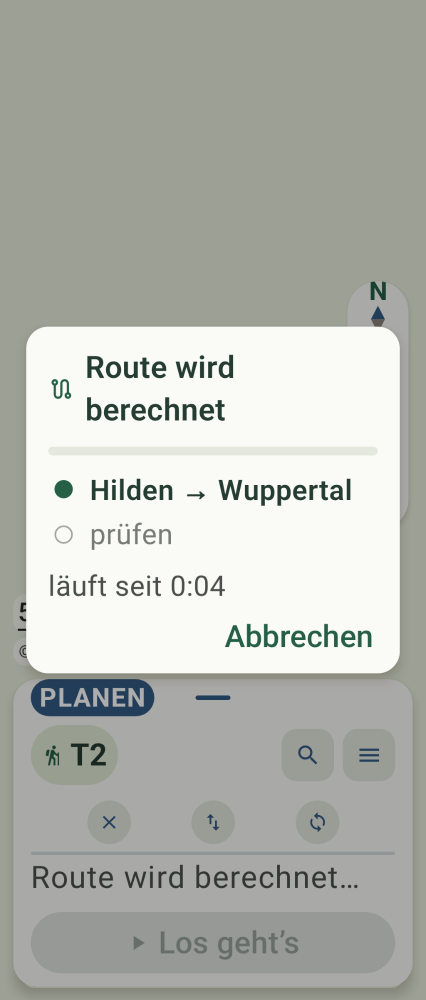 N
Route wird
berechnet
Hilden → Wuppertal
prüfen
läuft seit 0:04
Abbrechen
PLANEN
T2
Route wird berechnet…
Los geht’s